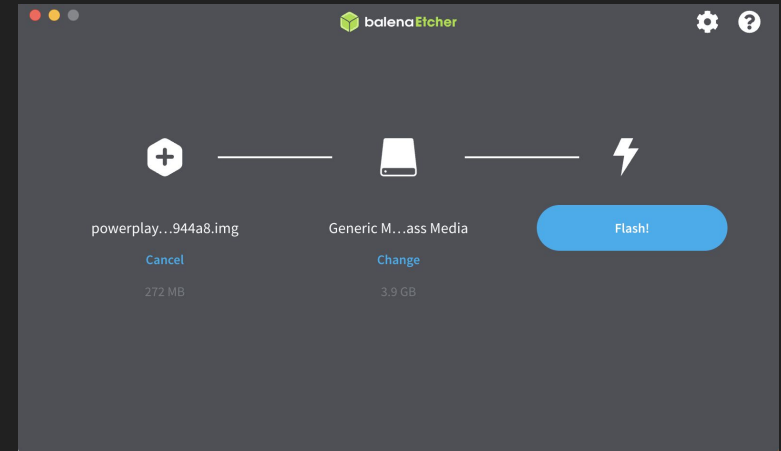 balenaEtcher
powerplay...944a8.img
Generic M...ass Media
Flash!
Cancel
Change
272 MB
3.9 GB